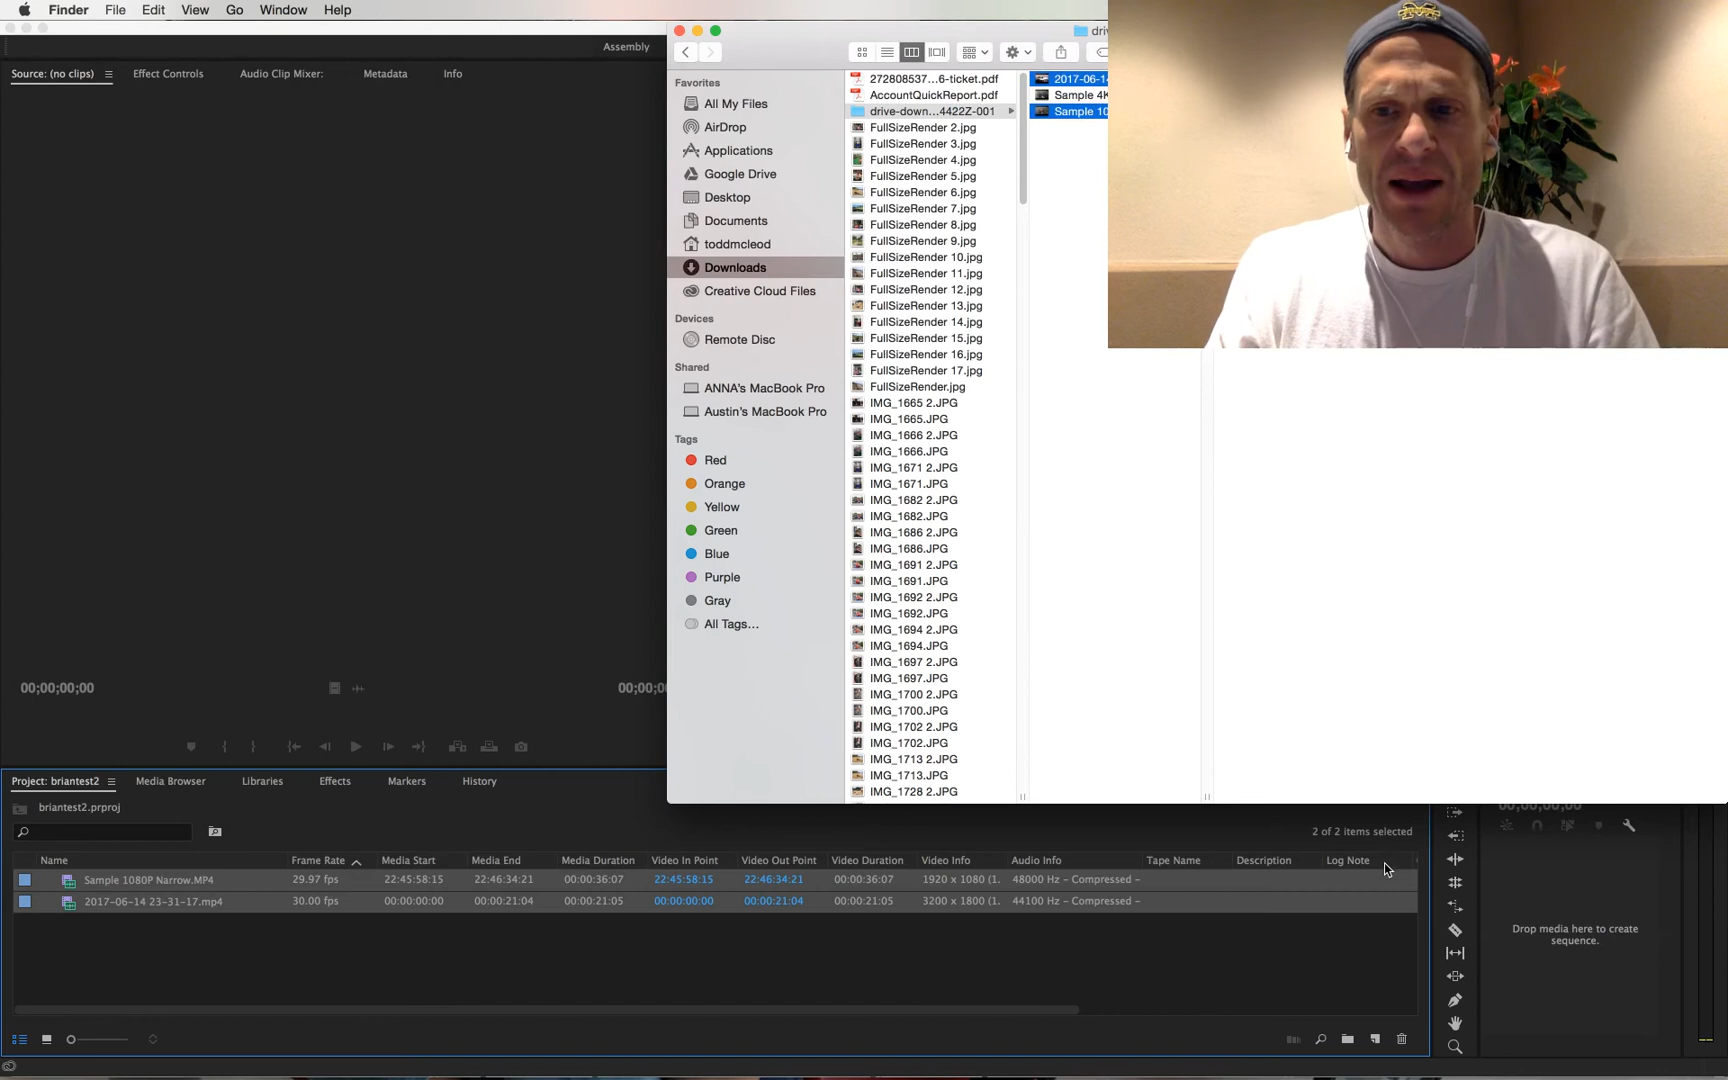 Finder File Edit View Go Window Help
Assembly
Source: (no clips) Effect Controls Audio Clip Mixer: Metadata Info
Favorites
All My Files
AirDrop
Applications
Google Drive
Desktop
Documents
toddmcleod
Downloads
Creative Cloud Files
Devices
Remote Disc
Shared
ANNA's MacBook Pro
Austin's MacBook Pro
Tags
Red
Orange
Yellow
Green
Blue
Purple
Gray
All Tags...
272808537...6-ticket.pdf
AccountQuickReport.pdf
drive-down...4422Z-001
FullSizeRender 2.jpg
FullSizeRender 3.jpg
FullSizeRender 4.jpg
FullSizeRender 5.jpg
FullSizeRender 6.jpg
FullSizeRender 7.jpg
FullSizeRender 8.jpg
FullSizeRender 9.jpg
FullSizeRender 10.jpg
FullSizeRender 11.jpg
FullSizeRender 12.jpg
FullSizeRender 13.jpg
FullSizeRender 14.jpg
FullSizeRender 15.jpg
FullSizeRender 16.jpg
FullSizeRender 17.jpg
FullSizeRender.jpg
IMG_1665 2.JPG
IMG_1665.JPG
IMG_1666 2.JPG
IMG_1666.JPG
IMG_1671 2.JPG
IMG_1671.JPG
IMG_1682 2.JPG
IMG_1682.JPG
IMG_1686 2.JPG
IMG_1686.JPG
IMG_1691 2.JPG
IMG_1691.JPG
IMG_1692 2.JPG
IMG_1692.JPG
IMG_1694 2.JPG
IMG_1694.JPG
IMG_1697 2.JPG
IMG_1697.JPG
IMG_1700 2.JPG
IMG_1700.JPG
IMG_1702 2.JPG
IMG_1702.JPG
IMG_1713 2.JPG
IMG_1713.JPG
IMG_1728 2.JPG
2017-06-14
Sample 4K
Sample 10
00;00;00;00 00;00;0
Project: briantest2 Media Browser Libraries Effects Markers History
briantest2.prproj
2 of 2 items selected
Name Frame Rate Media Start Media End Media Duration Video In Point Video Out Point Video Duration Video Info Audio Info Tape Name Description Log Note
Sample 1080P Narrow.MP4 29.97 fps 22:45:58:15 22:46:34:21 00:00:36:07 22:45:58:15 22:46:34:21 00:00:36:07 1920 x 1080 (1. 48000 Hz – Compressed –
2017-06-14 23-31-17.mp4 30.00 fps 00:00:00:00 00:00:21:04 00:00:21:05 00:00:00:00 00:00:21:04 00:00:21:05 3200 x 1800 (1. 44100 Hz – Compressed –
Drop media here to create
sequence.